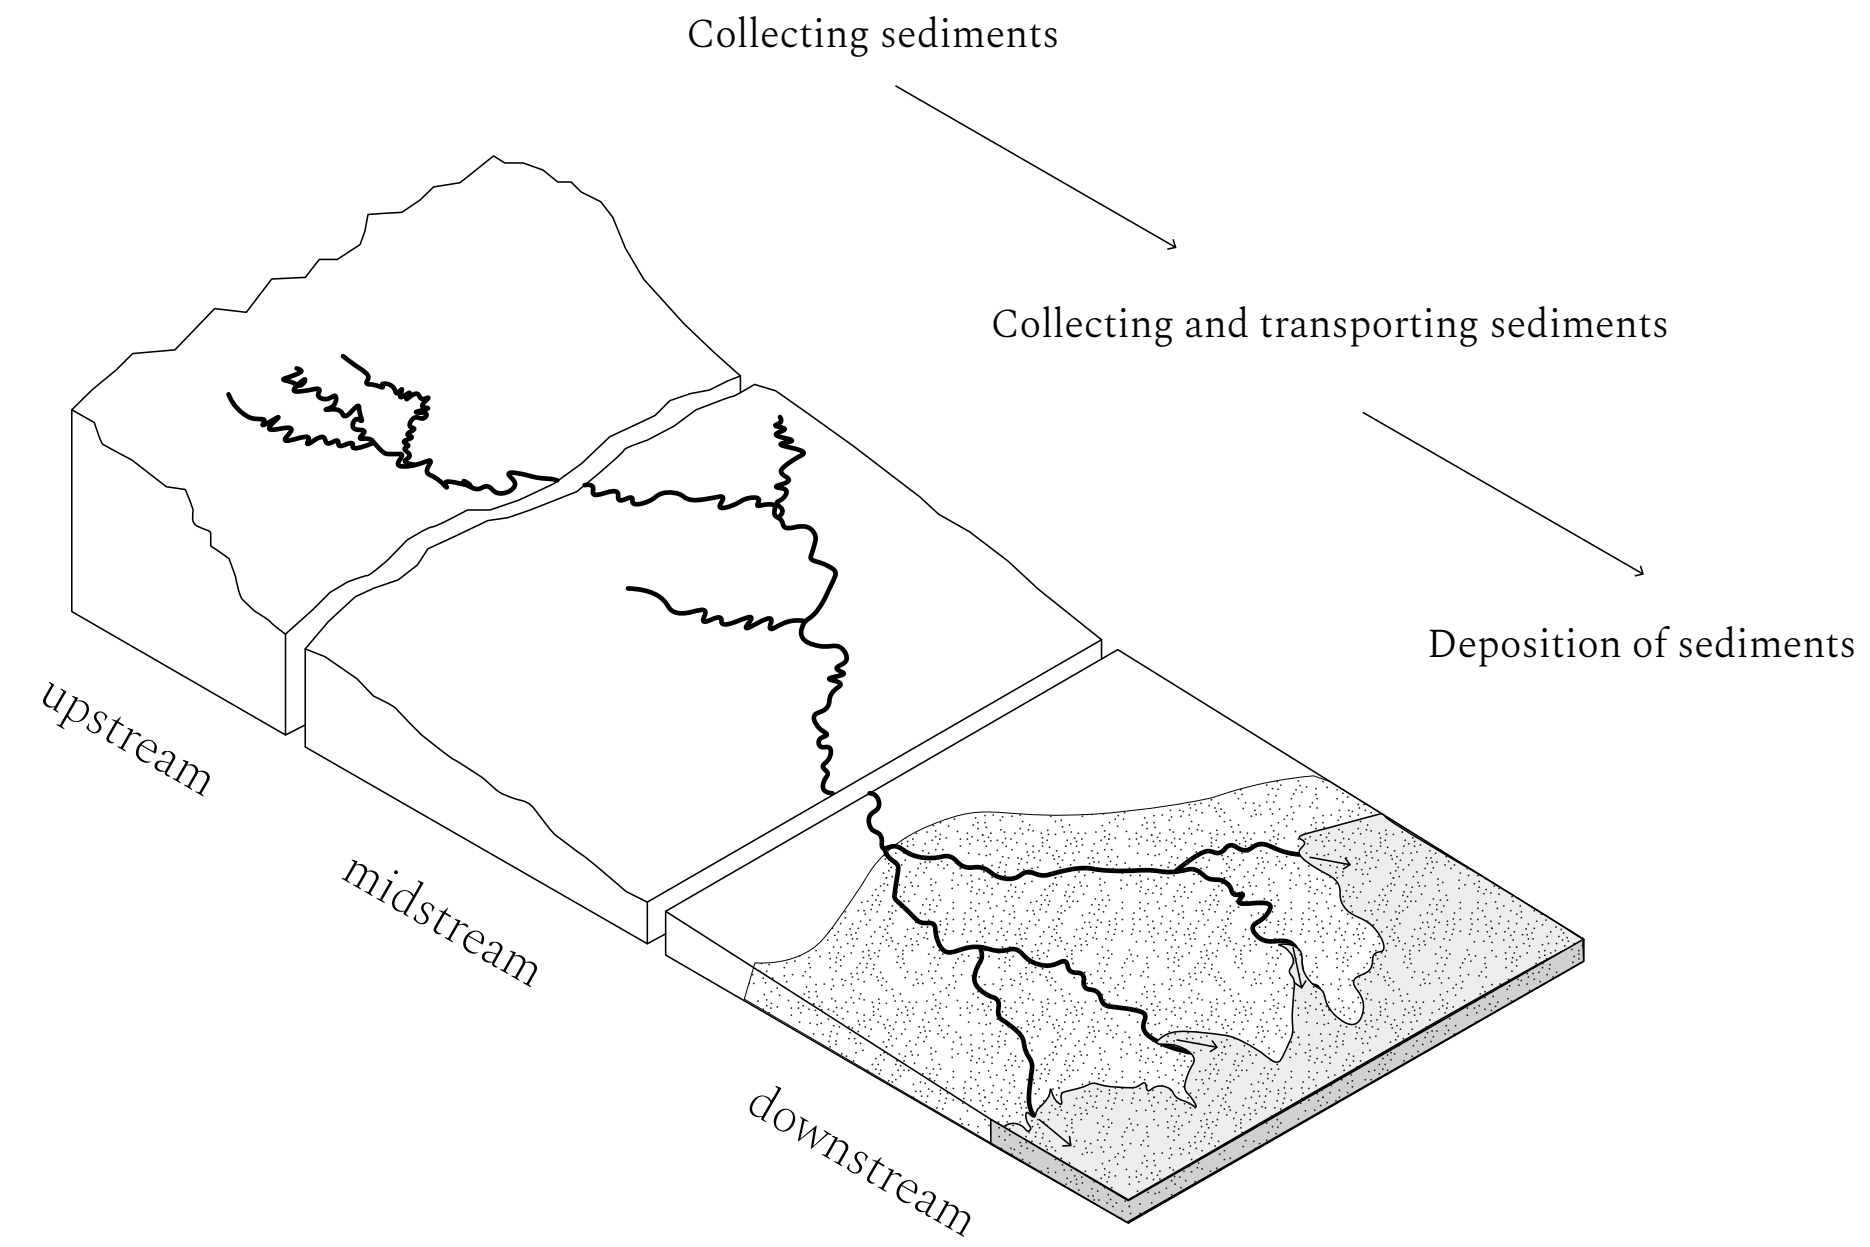 Collecting sediments
Collecting and transporting sediments
Deposition of sediments
upstream
midstream
downstream